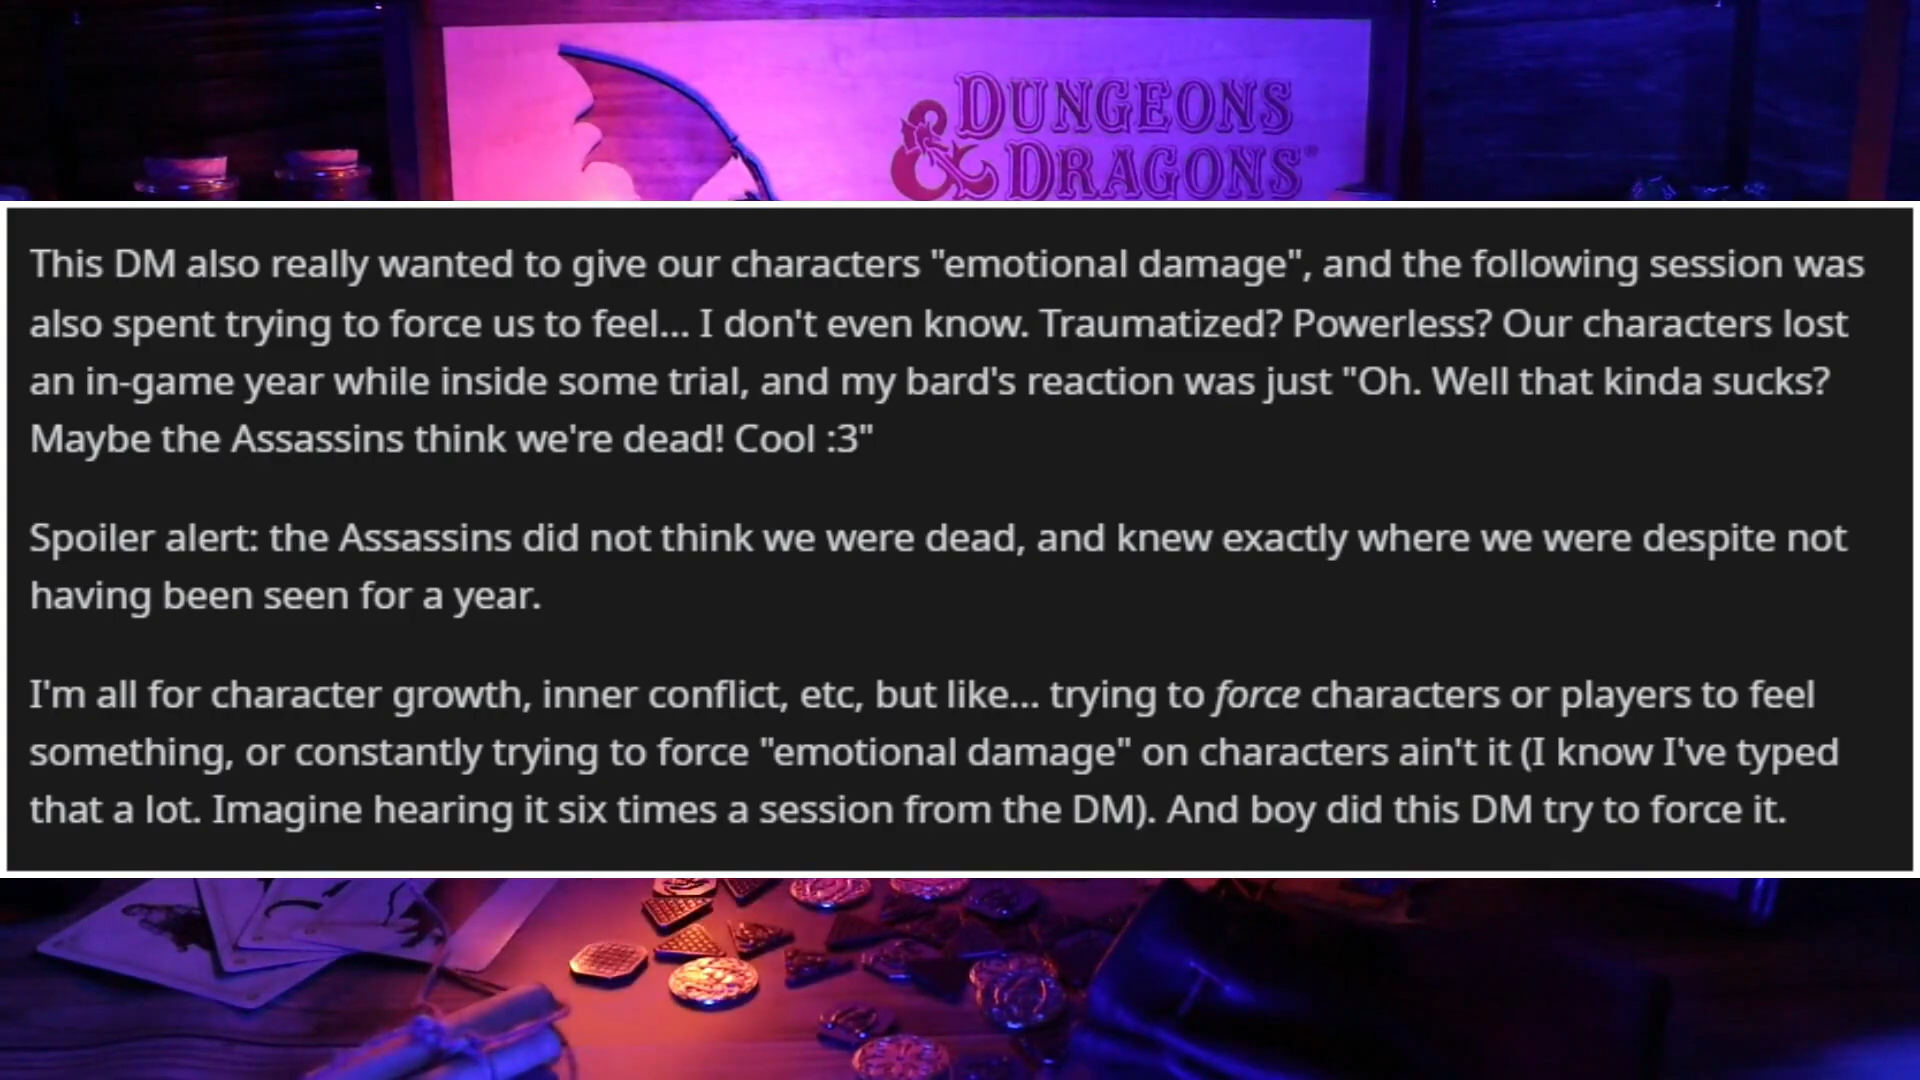 DUNGEONS
& DRAGONS
This DM also really wanted to give our characters "emotional damage", and the following session was
also spent trying to force us to feel... I don't even know. Traumatized? Powerless? Our characters lost
an in-game year while inside some trial, and my bard's reaction was just "Oh. Well that kinda sucks?
Maybe the Assassins think we're dead! Cool :3"
Spoiler alert: the Assassins did not think we were dead, and knew exactly where we were despite not
having been seen for a year.
I'm all for character growth, inner conflict, etc, but like... trying to force characters or players to feel
something, or constantly trying to force "emotional damage" on characters ain't it (I know I've typed
that a lot. Imagine hearing it six times a session from the DM). And boy did this DM try to force it.